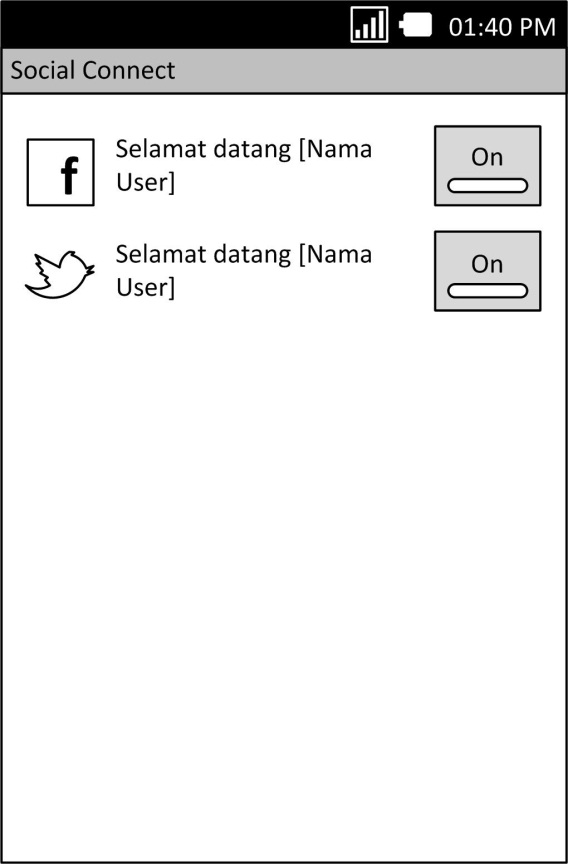 01:40 PM
Social Connect
f
Selamat datang [Nama
User]
On
Selamat datang [Nama
User]
On